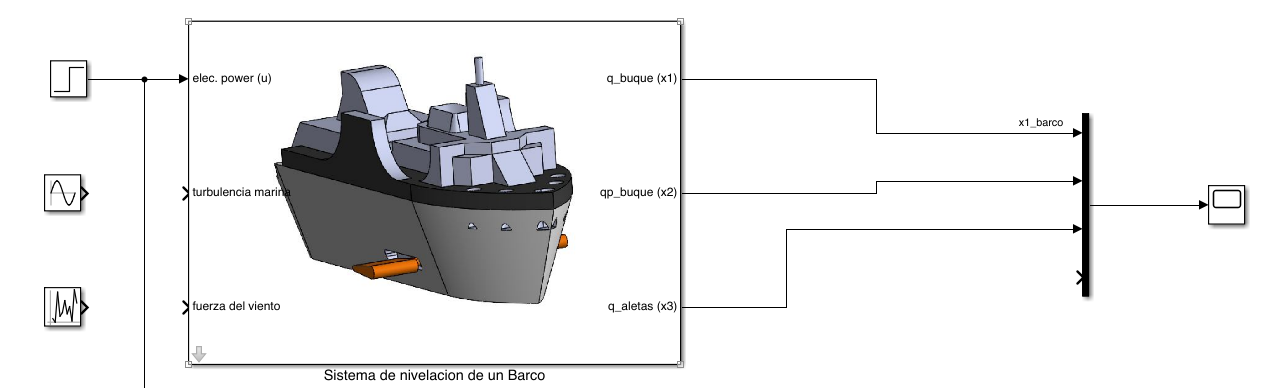 elec. power (u)
q_buque (x1)
x1_barco
turbulencia marina
qp_buque (x2)
fuerza del viento
q_aletas (x3)
Sistema de nivelacion de un Barco